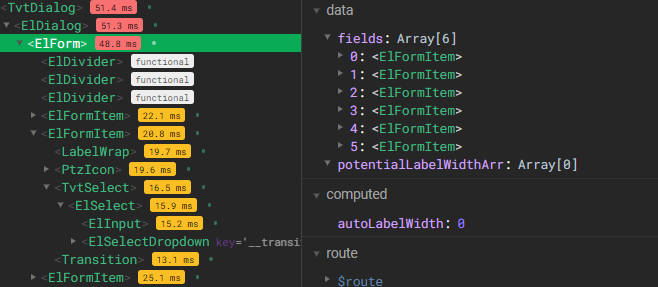 <TvtDialog> 51.4 ms
<ElDialog> 51.3 ms
<ElForm> 48.8 ms
<ElDivider> functional
<ElDivider> functional
<ElDivider> functional
<ElFormItem> 22.1 ms
<ElFormItem> 20.8 ms
<LabelWrap> 19.7 ms
<PtzIcon> 19.6 ms
<TvtSelect> 16.5 ms
<ElSelect> 15.9 ms
<ElInput> 15.2 ms
<ElSelectDropdown key='__transi
<Transition> 13.1 ms
<ElFormItem> 25.1 ms
data
fields: Array[6]
0: <ElFormItem>
1: <ElFormItem>
2: <ElFormItem>
3: <ElFormItem>
4: <ElFormItem>
5: <ElFormItem>
potentialLabelWidthArr: Array[0]
computed
autoLabelWidth: 0
route
$route